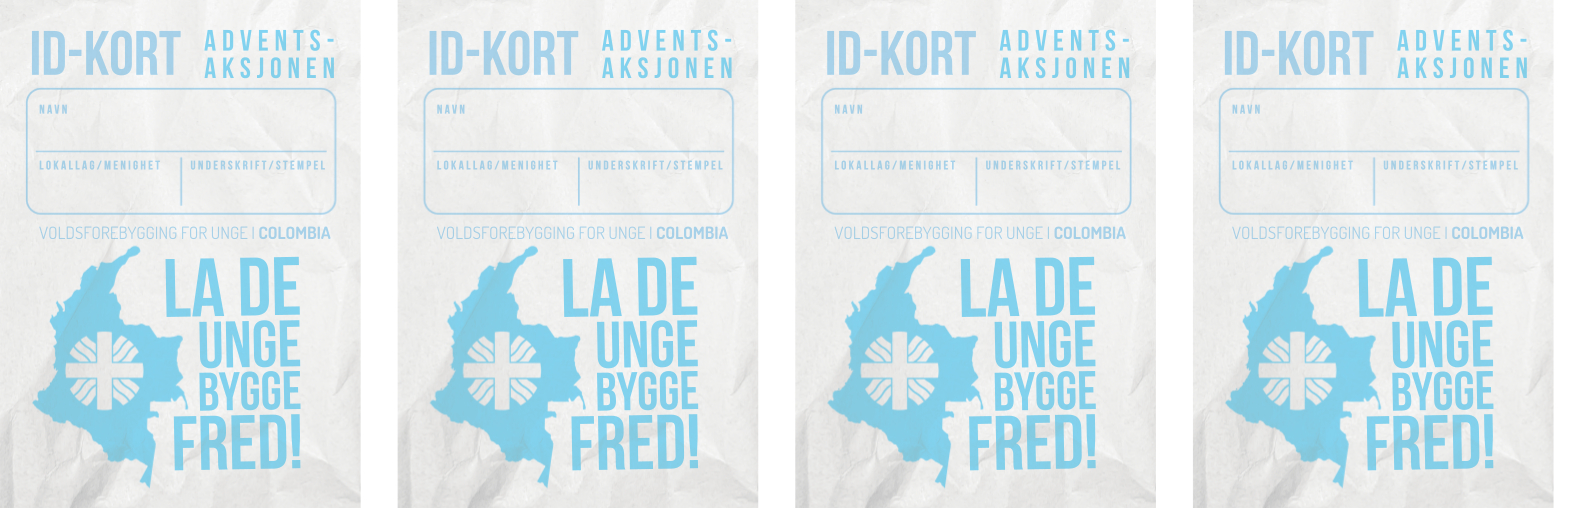 ID-KORT
ADVENTS-
AKSJONEN
NAVN
LOKALLAG/MENIGHET
UNDERSKRIFT/STEMPEL
VOLDSFOREBYGGING FOR UNGE | COLOMBIA
LA DE
UNGE
BYGGE
FRED!
ID-KORT
ADVENTS-
AKSJONEN
NAVN
LOKALLAG/MENIGHET
UNDERSKRIFT/STEMPEL
VOLDSFOREBYGGING FOR UNGE | COLOMBIA
LA DE
UNGE
BYGGE
FRED!
ID-KORT
ADVENTS-
AKSJONEN
NAVN
LOKALLAG/MENIGHET
UNDERSKRIFT/STEMPEL
VOLDSFOREBYGGING FOR UNGE | COLOMBIA
LA DE
UNGE
BYGGE
FRED!
ID-KORT
ADVENTS-
AKSJONEN
NAVN
LOKALLAG/MENIGHET
UNDERSKRIFT/STEMPEL
VOLDSFOREBYGGING FOR UNGE | COLOMBIA
LA DE
UNGE
BYGGE
FRED!